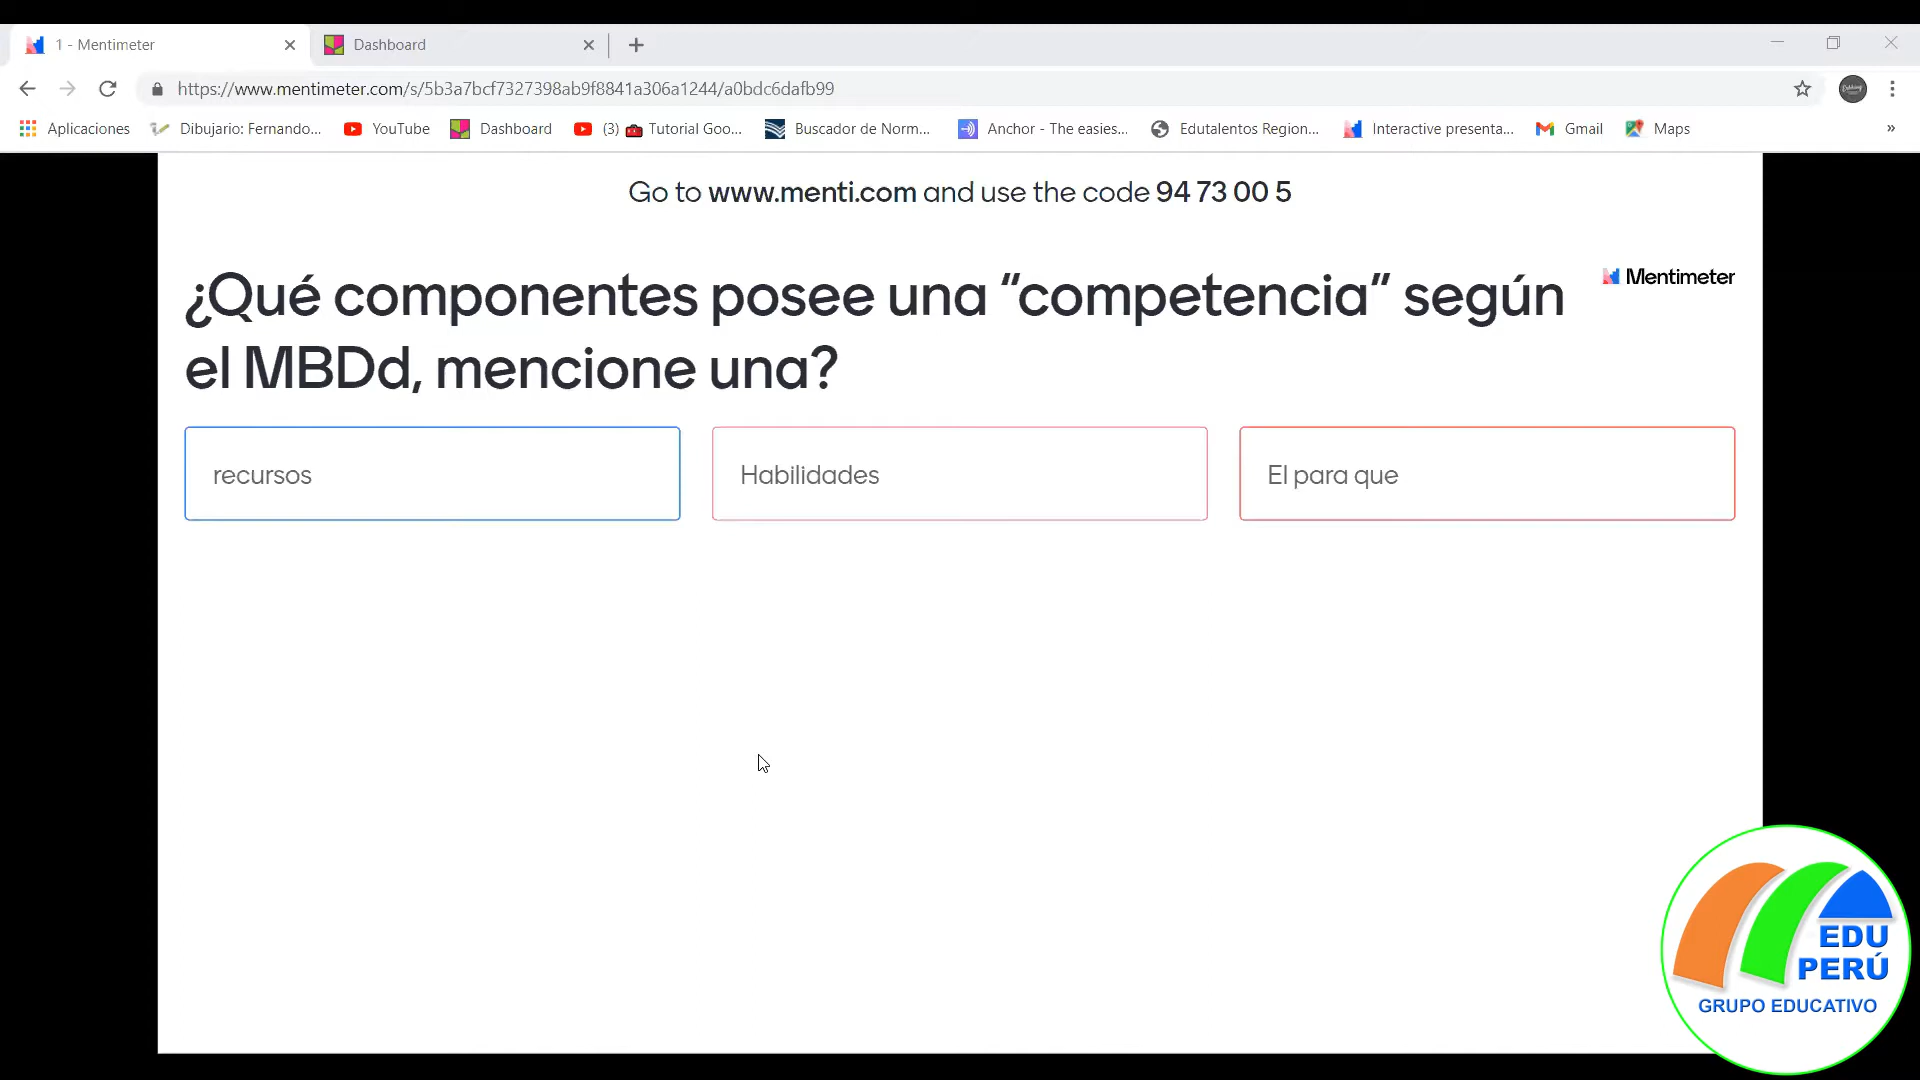 1 - Mentimeter
Dashboard
https://www.mentimeter.com/s/5b3a7bcf7327398ab9f8841a306a1244/a0bdc6dafb99
Aplicaciones
Dibujario: Fernando...
YouTube
Dashboard
(3) Tutorial Goo...
Buscador de Norm...
Anchor - The easies...
Edutalentos Region...
Interactive presenta...
Gmail
Maps
»
Go to www.menti.com and use the code 94 73 00 5
¿Qué componentes posee una “competencia” según
el MBDd, mencione una?
Mentimeter
recursos
Habilidades
El para que
EDU
PERÚ
GRUPO EDUCATIVO